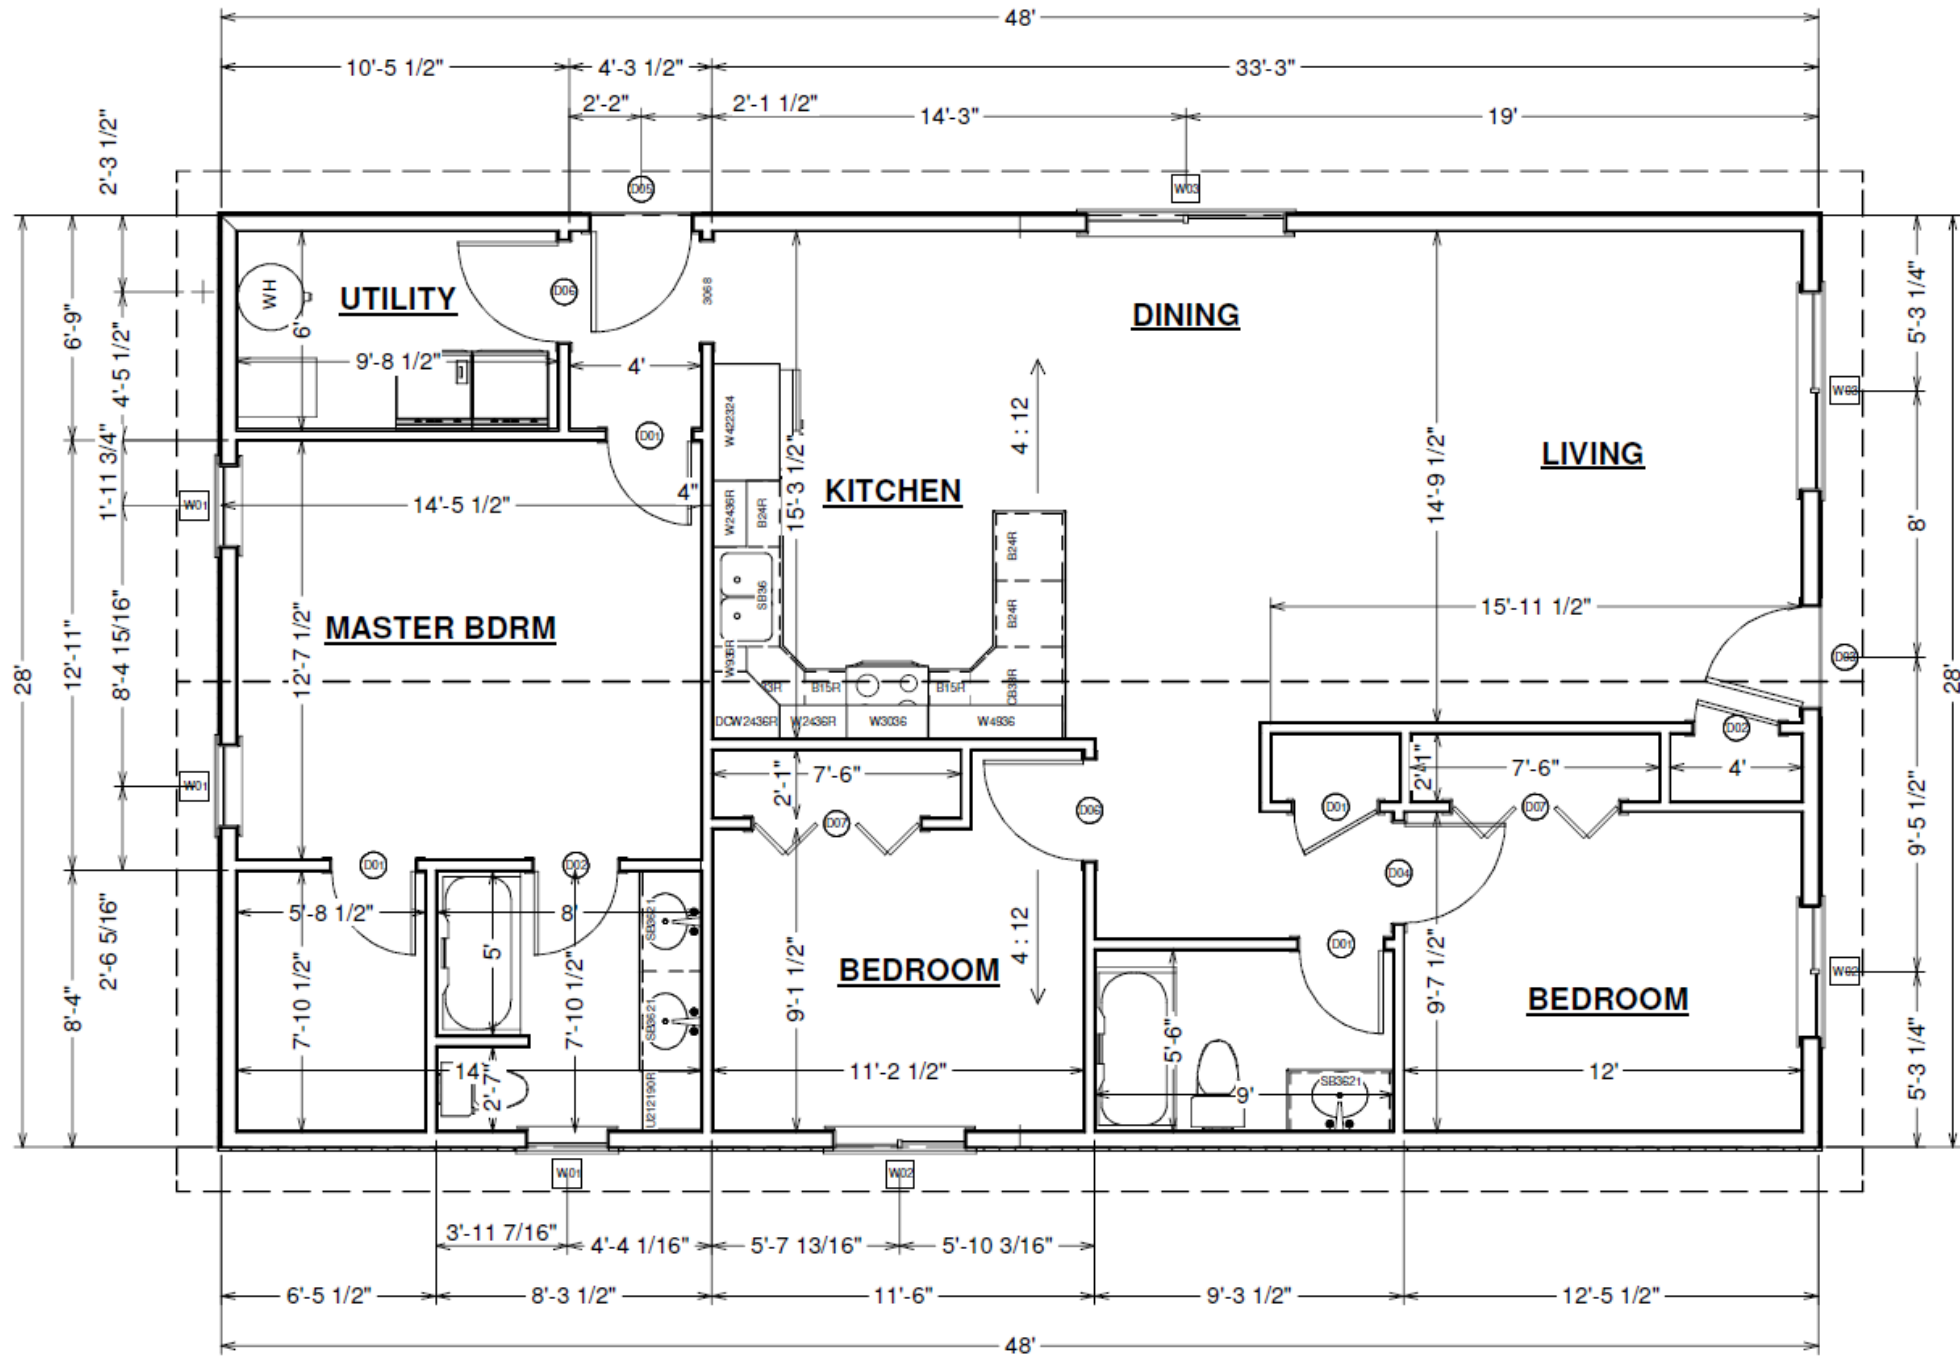 48'
10'-5 1/2"
4'-3 1/2"
33'-3"
2'-2"
2'-1 1/2"
14'-3"
19'
2'-3 1/2"
D05
W03
28'
6'-9"
4'-5 1/2"
1'-11 3/4"
12'-11"
8'-4 15/16"
8'-4"
2'-6 5/16"
W01
W01
WH
UTILITY
6'
9'-8 1/2"
D06
3068
4'
D01
DINING
LIVING
KITCHEN
4 : 12
W422324
15'-3 1/2"
14'-9 1/2"
14'-5 1/2"
4"
W2436R
B24R
SB36
B24R
B24R
MASTER BDRM
12'-7 1/2"
15'-11 1/2"
B15R
B15R
DCW2436R
W2436R
W3036
W4936
5'-3 1/4"
W03
8'
D03
28'
9'-5 1/2"
W02
5'-3 1/4"
D02
4'
7'-6"
2'-1"
D07
D01
7'-6"
2'-1"
D07
D06
D01
D02
D04
5'-8 1/2"
8'
SB3621
5'
7'-10 1/2"
7'-10 1/2"
SB3621
14'
2'-7"
U212190R
BEDROOM
9'-1 1/2"
4 : 12
11'-2 1/2"
D01
5'-6"
9'
SB3621
9'-7 1/2"
BEDROOM
12'
W01
W02
3'-11 7/16"
4'-4 1/16"
5'-7 13/16"
5'-10 3/16"
6'-5 1/2"
8'-3 1/2"
11'-6"
9'-3 1/2"
12'-5 1/2"
48'